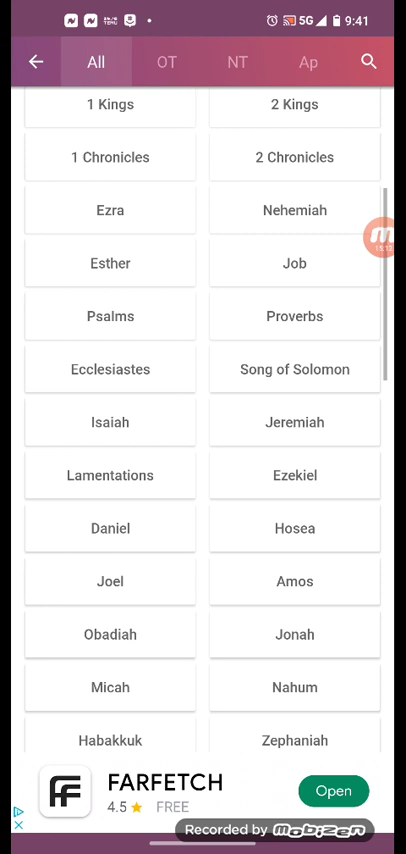 5G 9:41
All OT NT Ap
1 Kings 2 Kings
1 Chronicles 2 Chronicles
Ezra Nehemiah
Esther Job
Psalms Proverbs
Ecclesiastes Song of Solomon
Isaiah Jeremiah
Lamentations Ezekiel
Daniel Hosea
Joel Amos
Obadiah Jonah
Micah Nahum
Habakkuk Zephaniah
FARFETCH
4.5 FREE
Open
Recorded by mobizen